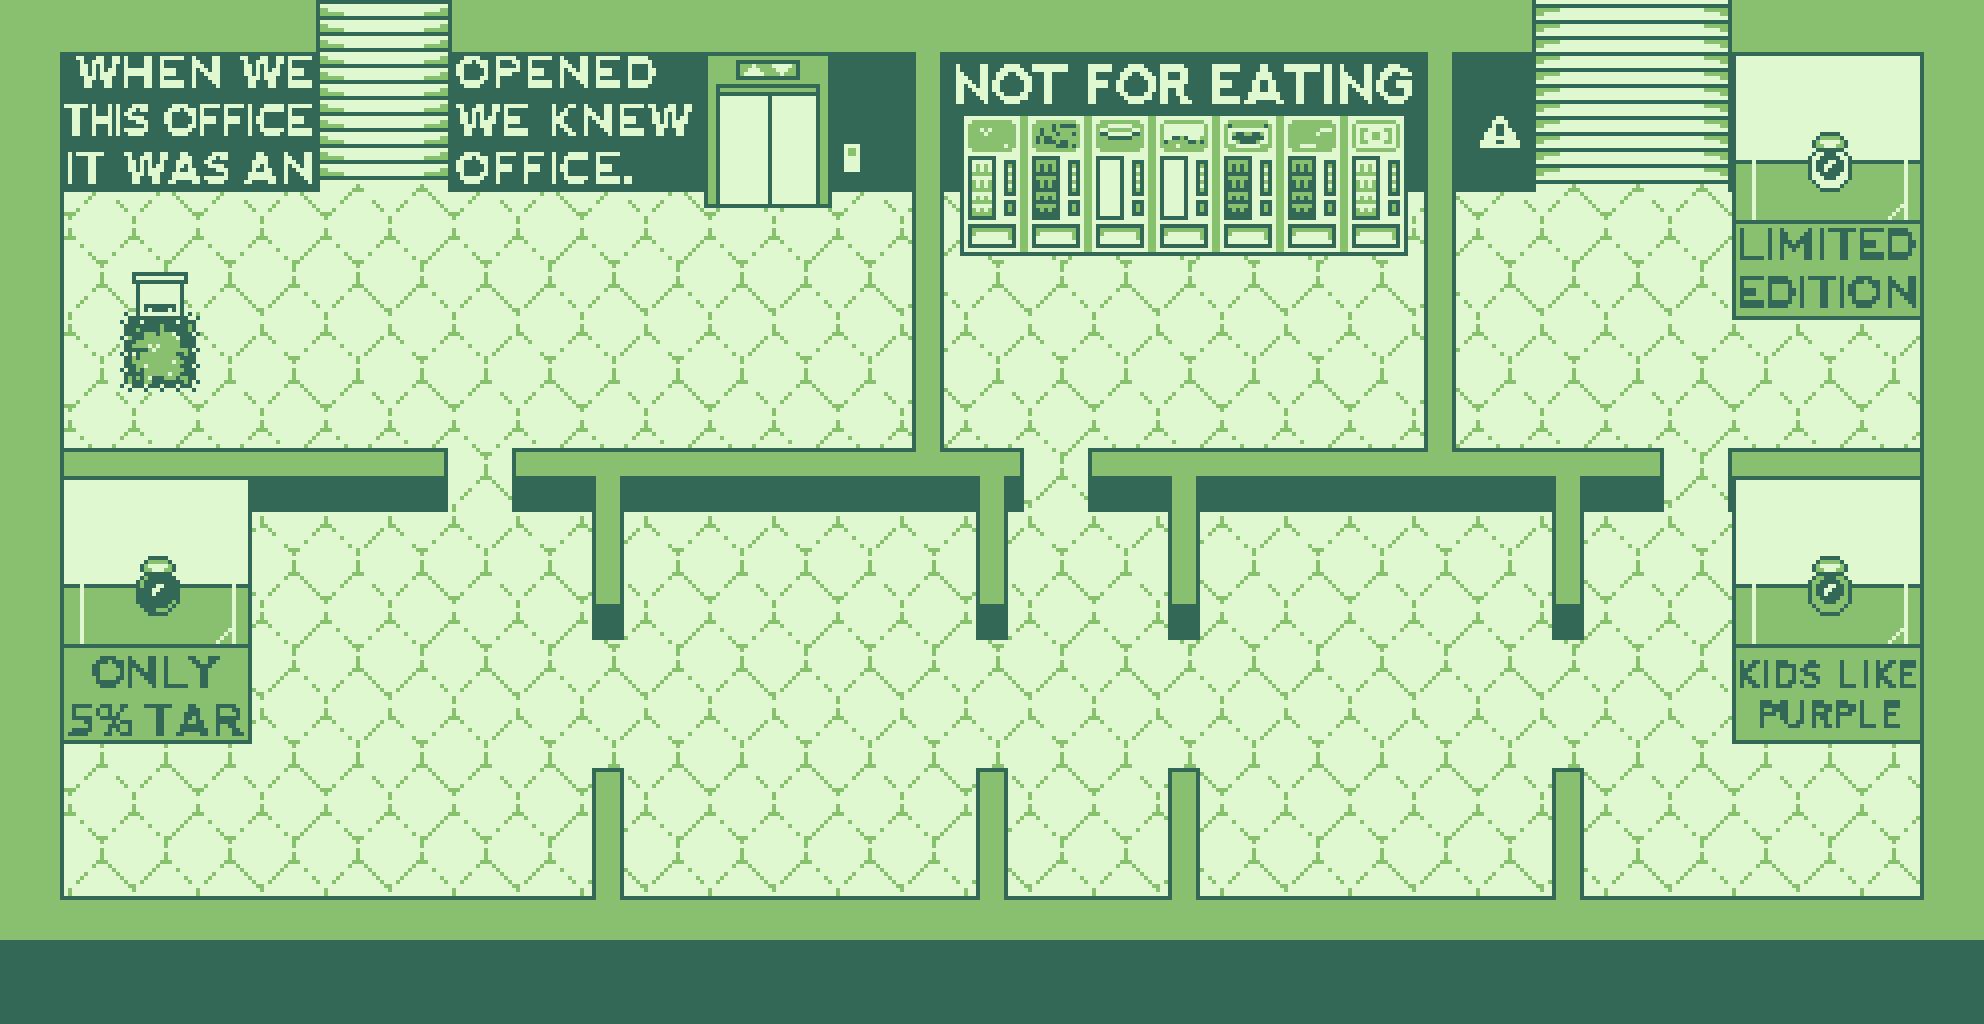 WHEN WE OPENED
THIS OFFICE WE KNEW
IT WAS AN OFFICE.
NOT FOR EATING
LIMITED
EDITION
ONLY
5% TAR
KIDS LIKE
PURPLE